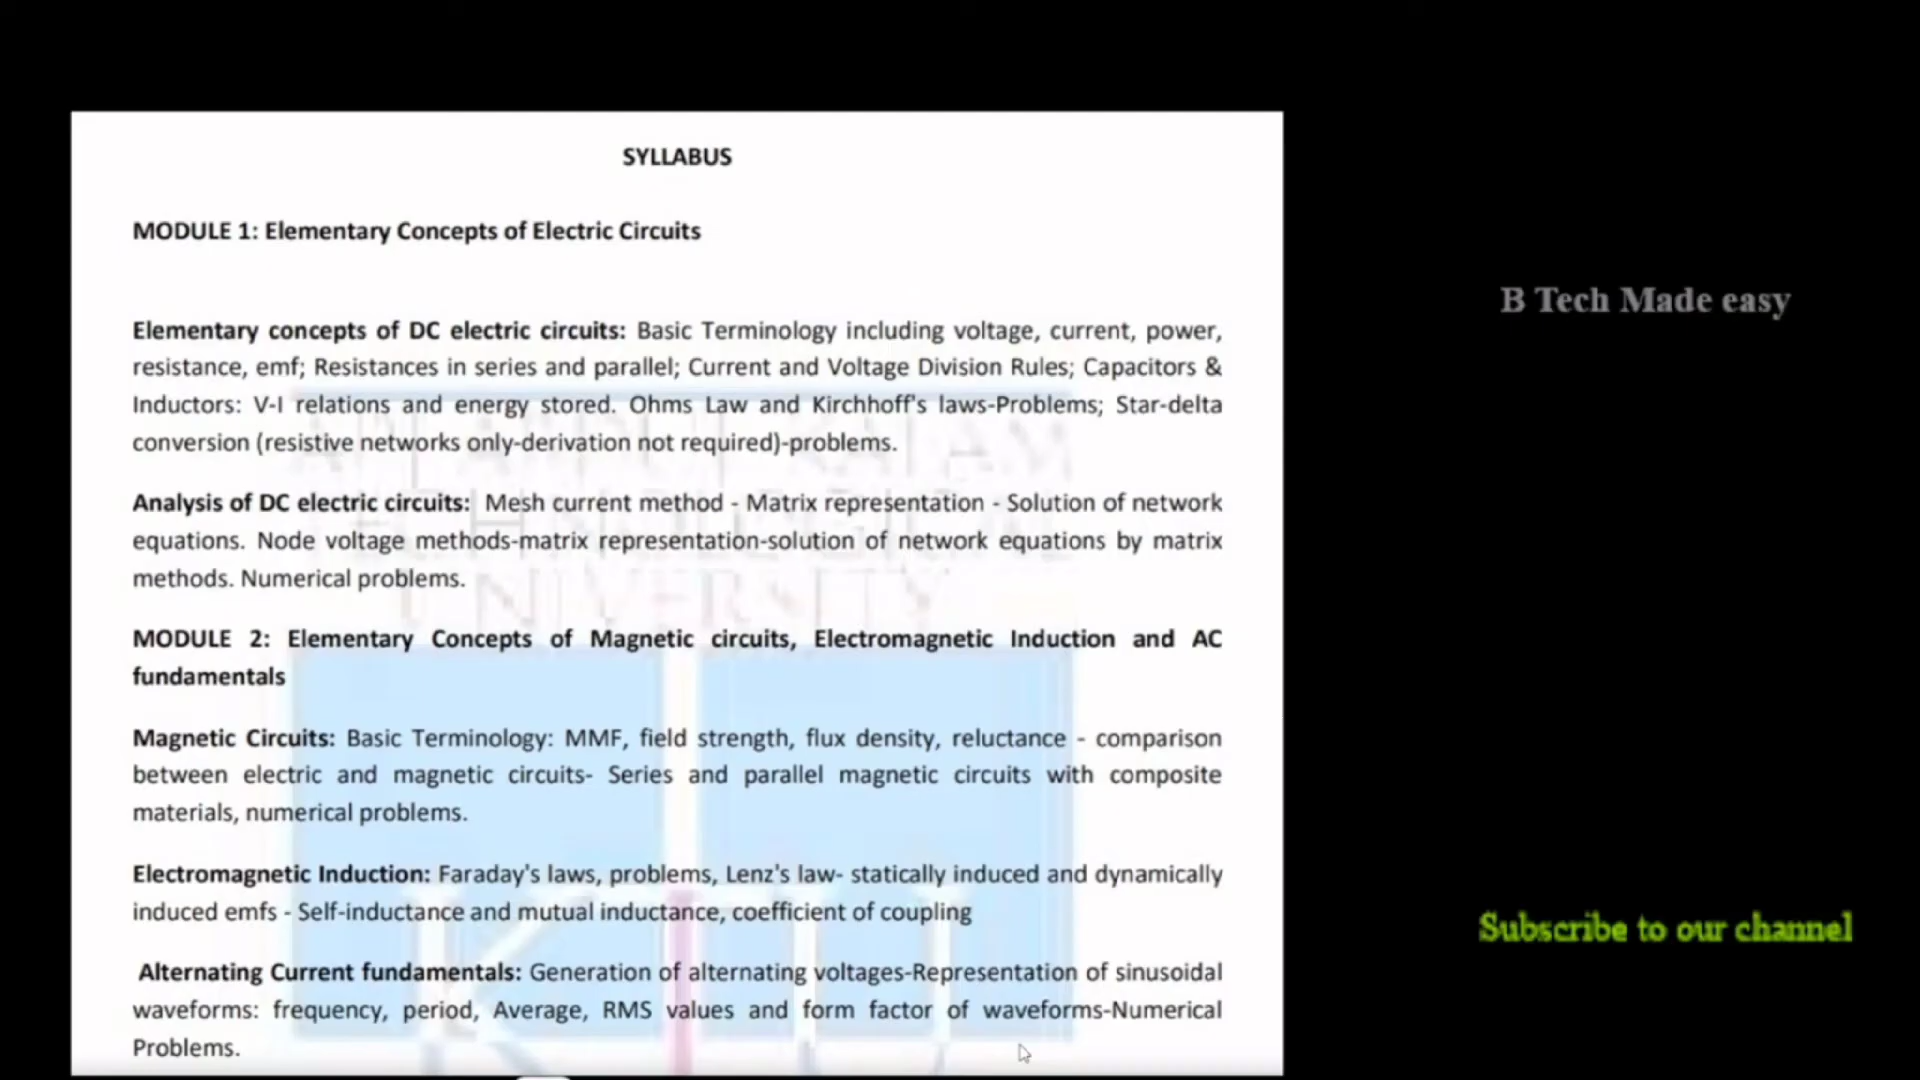 SYLLABUS
MODULE 1: Elementary Concepts of Electric Circuits
Elementary concepts of DC electric circuits: Basic Terminology including voltage, current, power,
resistance, emf; Resistances in series and parallel; Current and Voltage Division Rules; Capacitors &
Inductors: V-I relations and energy stored. Ohms Law and Kirchhoff's laws-Problems; Star-delta
conversion (resistive networks only-derivation not required)-problems.
Analysis of DC electric circuits: Mesh current method - Matrix representation - Solution of network
equations. Node voltage methods-matrix representation-solution of network equations by matrix
methods. Numerical problems.
MODULE 2: Elementary Concepts of Magnetic circuits, Electromagnetic Induction and AC
fundamentals
Magnetic Circuits: Basic Terminology: MMF, field strength, flux density, reluctance - comparison
between electric and magnetic circuits- Series and parallel magnetic circuits with composite
materials, numerical problems.
Electromagnetic Induction: Faraday's laws, problems, Lenz's law- statically induced and dynamically
induced emfs - Self-inductance and mutual inductance, coefficient of coupling
Alternating Current fundamentals: Generation of alternating voltages-Representation of sinusoidal
waveforms: frequency, period, Average, RMS values and form factor of waveforms-Numerical
Problems.
B Tech Made easy
Subscribe to our channel